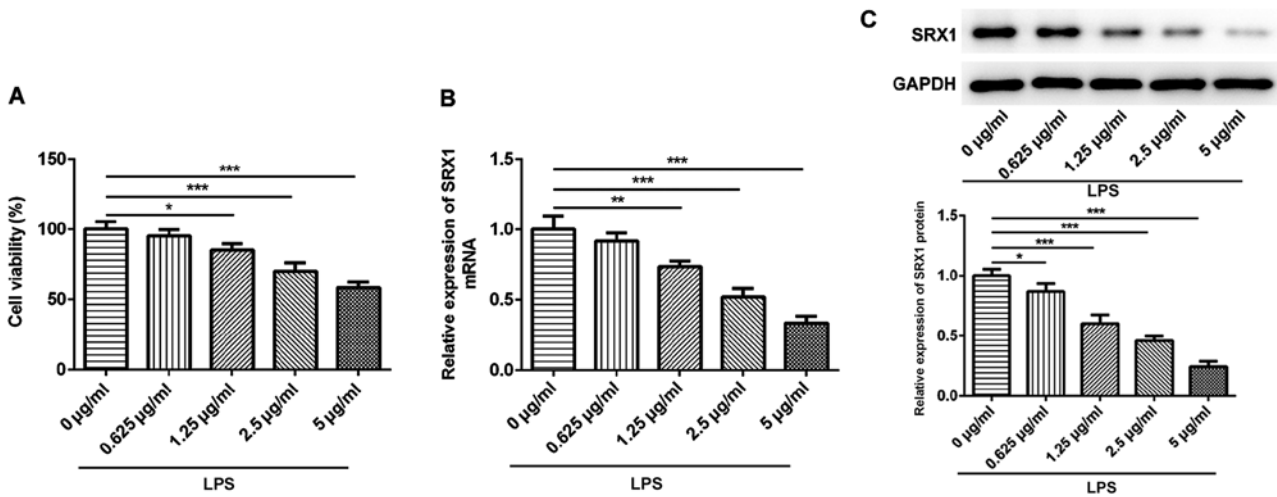 A
Cell viability (%)
150
100
50
0
***
***
*
0 µg/ml
0.625 µg/ml
1.25 µg/ml
2.5 µg/ml
5 µg/ml
LPS
B
Relative expression of SRX1
mRNA
1.5
1.0
0.5
0.0
***
***
**
0 µg/ml
0.625 µg/ml
1.25 µg/ml
2.5 µg/ml
5 µg/ml
LPS
C
SRX1
GAPDH
0 µg/ml
0.625 µg/ml
1.25 µg/ml
2.5 µg/ml
5 µg/ml
LPS
Relative expression of SRX1 protein
1.5
1.0
0.5
0.0
***
***
***
*
0 µg/ml
0.625 µg/ml
1.25 µg/ml
2.5 µg/ml
5 µg/ml
LPS